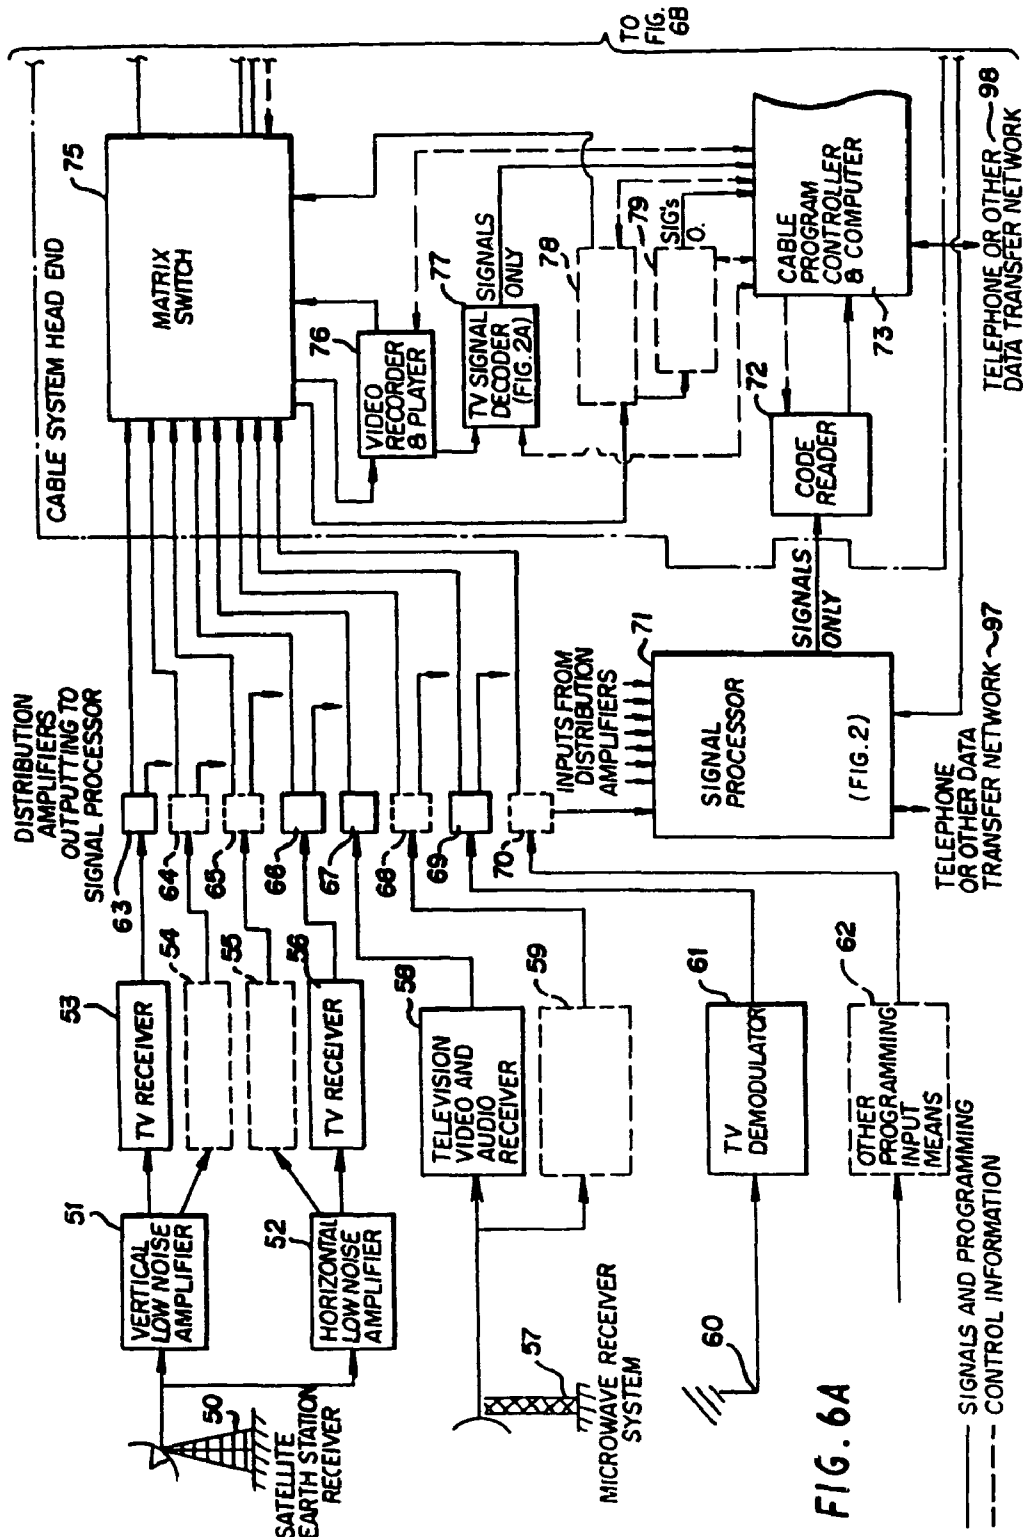 SATELLITE
EARTH STATION
RECEIVER
50
51
VERTICAL
LOW NOISE
AMPLIFIER
52
HORIZONTAL
LOW NOISE
AMPLIFIER
53
TV RECEIVER
54
55
56
TV RECEIVER
MICROWAVE RECEIVER
SYSTEM
57
58
TELEVISION
VIDEO AND
AUDIO
RECEIVER
59
60
61
TV
DEMODULATOR
62
OTHER
PROGRAMMING
INPUT
MEANS
DISTRIBUTION
AMPLIFIERS
OUTPUTTING TO
SIGNAL PROCESSOR
63
64
65
66
67
68
69
70
INPUTS FROM
DISTRIBUTION
AMPLIFIERS
71
SIGNAL
PROCESSOR
(FIG. 2)
TELEPHONE
OR OTHER DATA
TRANSFER NETWORK 97
SIGNALS
ONLY
CABLE SYSTEM HEAD END
75
MATRIX
SWITCH
76
VIDEO
RECORDER
& PLAYER
77
TV SIGNAL
DECODER
(FIG. 2A)
SIGNALS
ONLY
78
79
SIG'S
O.
72
CODE
READER
CABLE
PROGRAM
CONTROLLER
& COMPUTER
73
TELEPHONE OR OTHER 98
DATA TRANSFER NETWORK
TO
FIG.
6B
FIG. 6A
SIGNALS AND PROGRAMMING
CONTROL INFORMATION